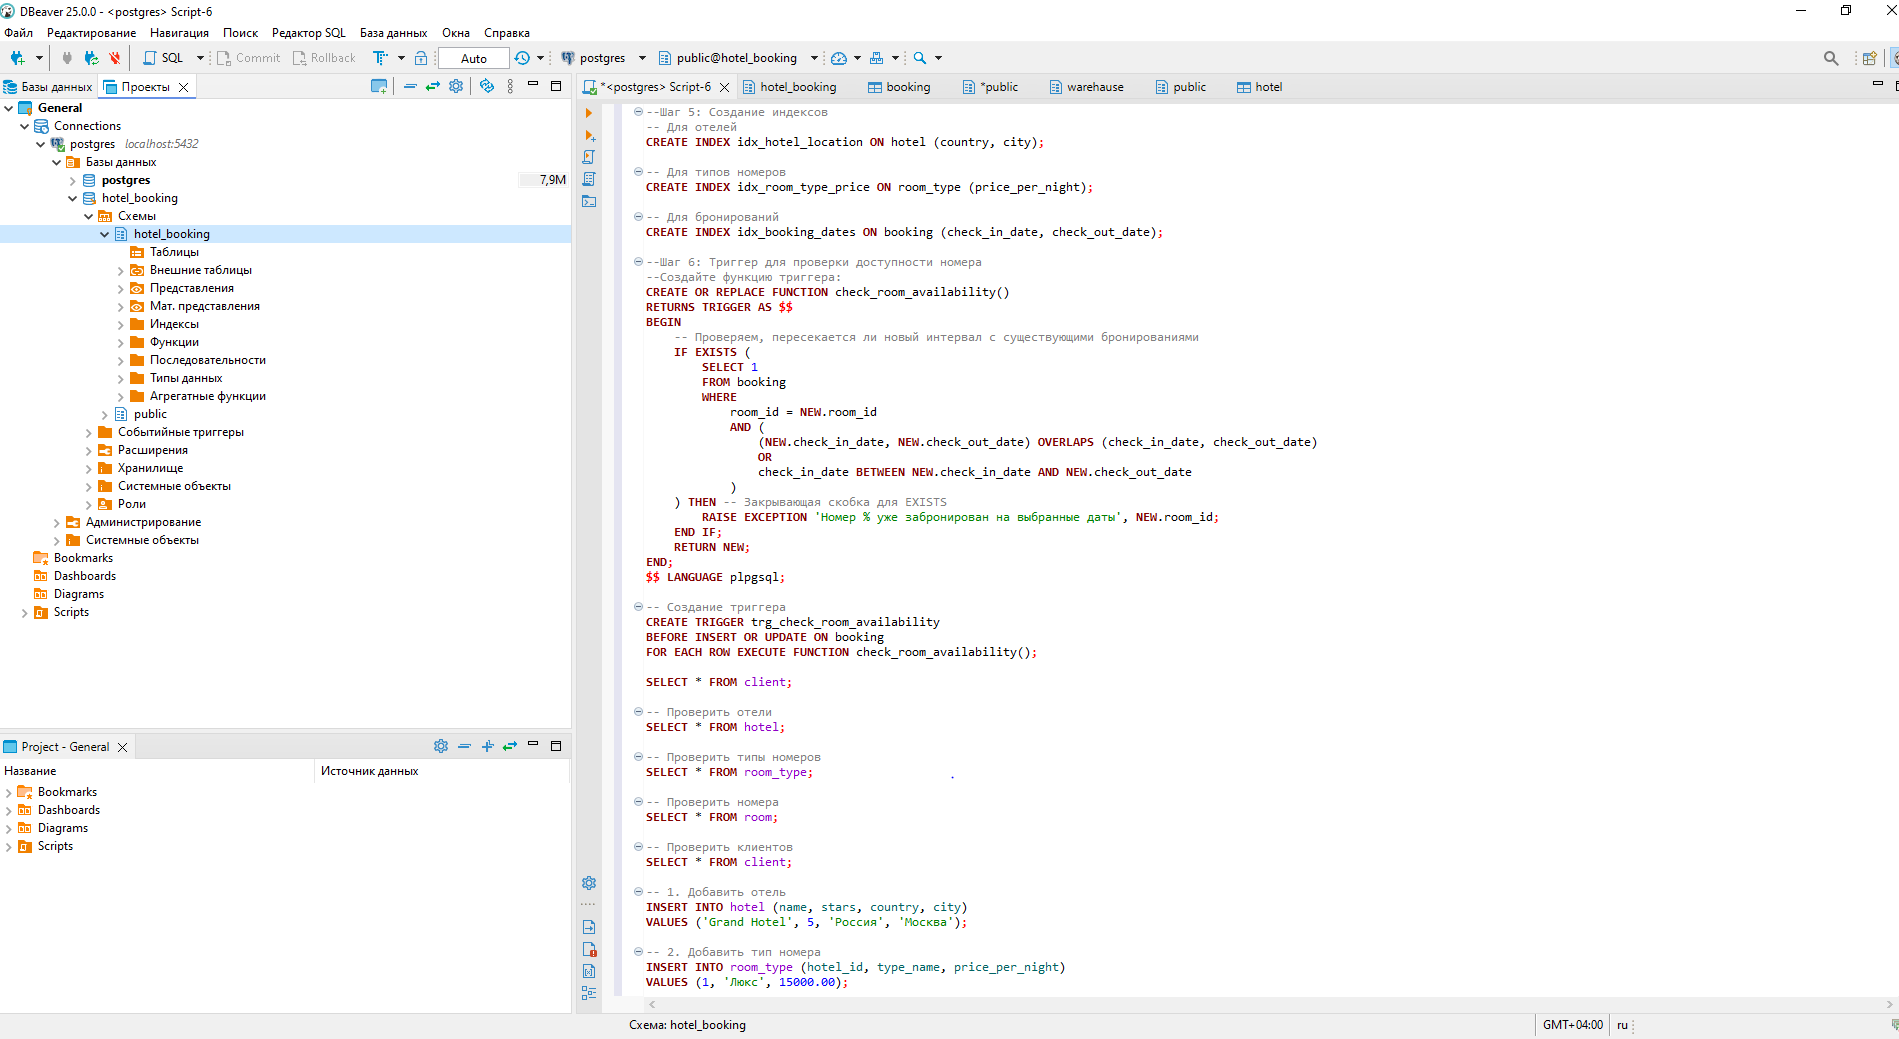 DBeaver 25.0.0 - <postgres> Script-6
Файл Редактирование Навигация Поиск Редактор SQL База данных Окна Справка
SQL Commit Rollback Auto postgres public@hotel_booking
Базы данных Проекты
*<postgres> Script-6 hotel_booking booking *public warehause public hotel
General
Connections
postgres localhost:5432
Базы данных
postgres 7,9M
hotel_booking
Схемы
hotel_booking
Таблицы
Внешние таблицы
Представления
Мат. представления
Индексы
Функции
Последовательности
Типы данных
Агрегатные функции
public
Событийные триггеры
Расширения
Хранилище
Системные объекты
Роли
Администрирование
Системные объекты
Bookmarks
Dashboards
Diagrams
Scripts
Project - General
Название Источник данных
Bookmarks
Dashboards
Diagrams
Scripts
--Шаг 5: Создание индексов
-- Для отелей
CREATE INDEX idx_hotel_location ON hotel (country, city);
-- Для типов номеров
CREATE INDEX idx_room_type_price ON room_type (price_per_night);
-- Для бронирований
CREATE INDEX idx_booking_dates ON booking (check_in_date, check_out_date);
--Шаг 6: Триггер для проверки доступности номера
--Создайте функцию триггера:
CREATE OR REPLACE FUNCTION check_room_availability()
RETURNS TRIGGER AS $$
BEGIN
-- Проверяем, пересекается ли новый интервал с существующими бронированиями
IF EXISTS (
SELECT 1
FROM booking
WHERE
room_id = NEW.room_id
AND (
(NEW.check_in_date, NEW.check_out_date) OVERLAPS (check_in_date, check_out_date)
OR
check_in_date BETWEEN NEW.check_in_date AND NEW.check_out_date
)
) THEN -- Закрывающая скобка для EXISTS
RAISE EXCEPTION 'Номер % уже забронирован на выбранные даты', NEW.room_id;
END IF;
RETURN NEW;
END;
$$ LANGUAGE plpgsql;
-- Создание триггера
CREATE TRIGGER trg_check_room_availability
BEFORE INSERT OR UPDATE ON booking
FOR EACH ROW EXECUTE FUNCTION check_room_availability();
SELECT * FROM client;
-- Проверить отели
SELECT * FROM hotel;
-- Проверить типы номеров
SELECT * FROM room_type;
-- Проверить номера
SELECT * FROM room;
-- Проверить клиентов
SELECT * FROM client;
-- 1. Добавить отель
INSERT INTO hotel (name, stars, country, city)
VALUES ('Grand Hotel', 5, 'Россия', 'Москва');
-- 2. Добавить тип номера
INSERT INTO room_type (hotel_id, type_name, price_per_night)
VALUES (1, 'Люкс', 15000.00);
Схема: hotel_booking GMT+04:00 ru